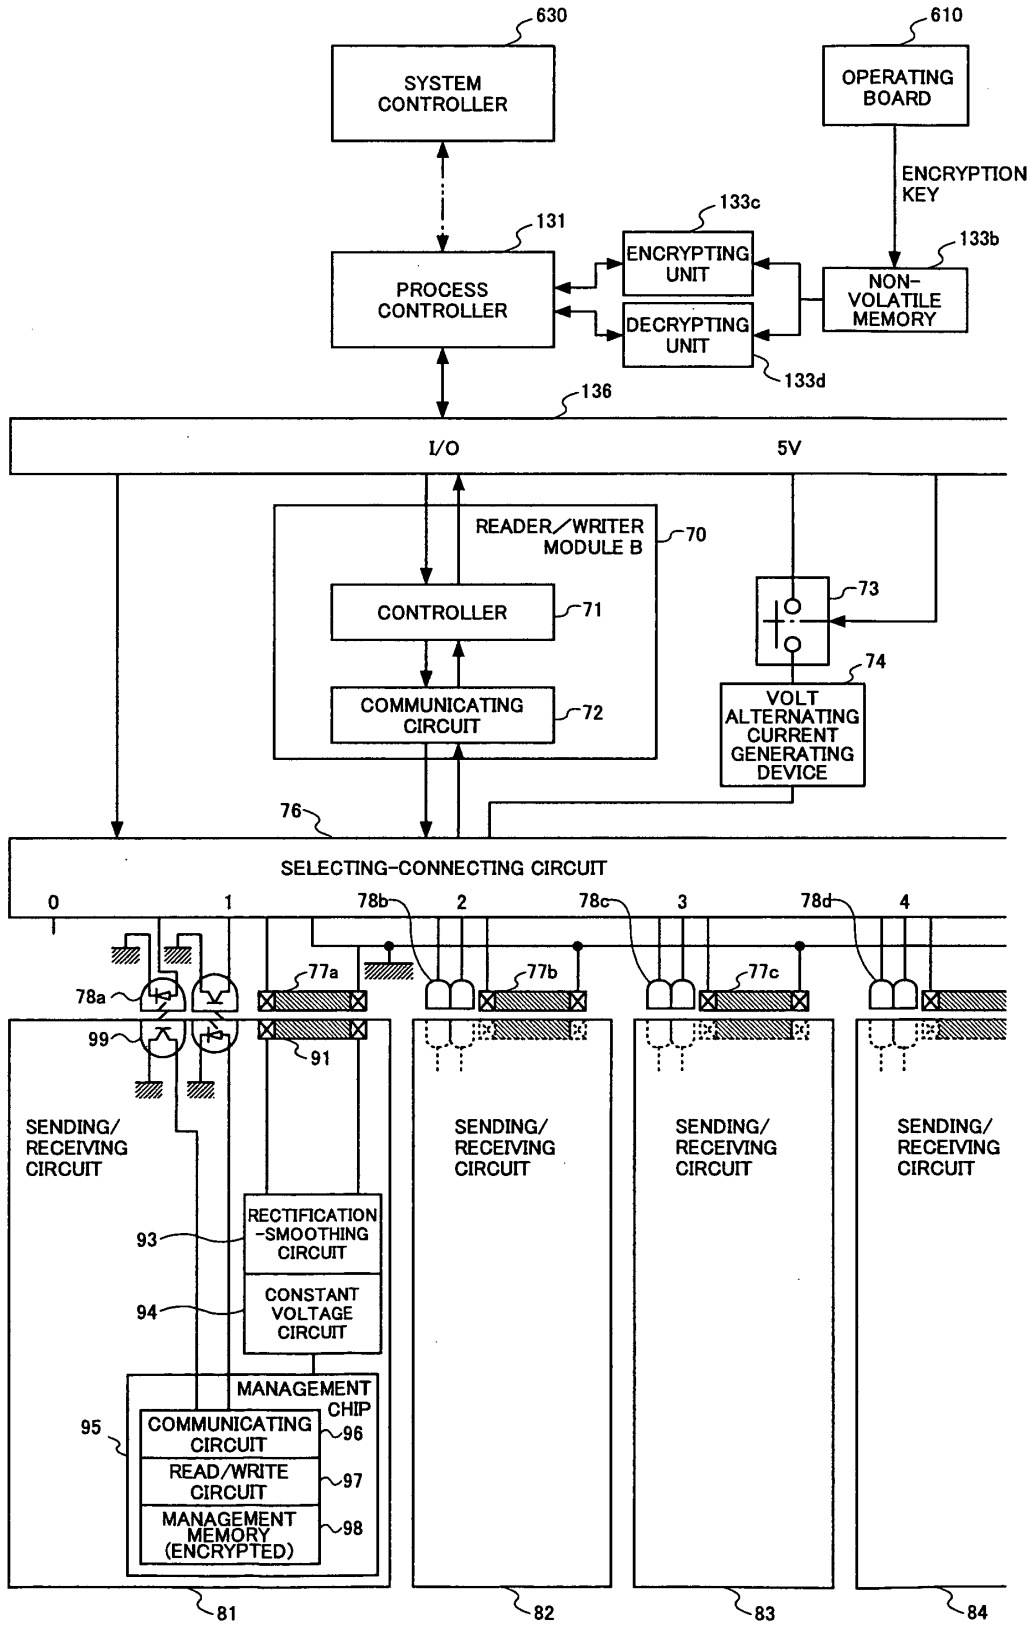 630
610
SYSTEM
CONTROLLER
OPERATING
BOARD
ENCRYPTION
KEY
131
133c
133b
PROCESS
CONTROLLER
ENCRYPTING
UNIT
NON-
VOLATILE
MEMORY
DECRYPTING
UNIT
133d
136
I/O
5V
READER/WRITER
MODULE B
70
CONTROLLER
71
73
COMMUNICATING
CIRCUIT
72
74
VOLT
ALTERNATING
CURRENT
GENERATING
DEVICE
76
SELECTING-CONNECTING CIRCUIT
0
1
78b
2
78c
3
78d
4
78a
77a
77b
77c
99
91
SENDING/
RECEIVING
CIRCUIT
SENDING/
RECEIVING
CIRCUIT
SENDING/
RECEIVING
CIRCUIT
SENDING/
RECEIVING
CIRCUIT
93
RECTIFICATION
-SMOOTHING
CIRCUIT
94
CONSTANT
VOLTAGE
CIRCUIT
MANAGEMENT
CHIP
95
COMMUNICATING
CIRCUIT
96
READ/WRITE
CIRCUIT
97
MANAGEMENT
MEMORY
(ENCRYPTED)
98
81
82
83
84